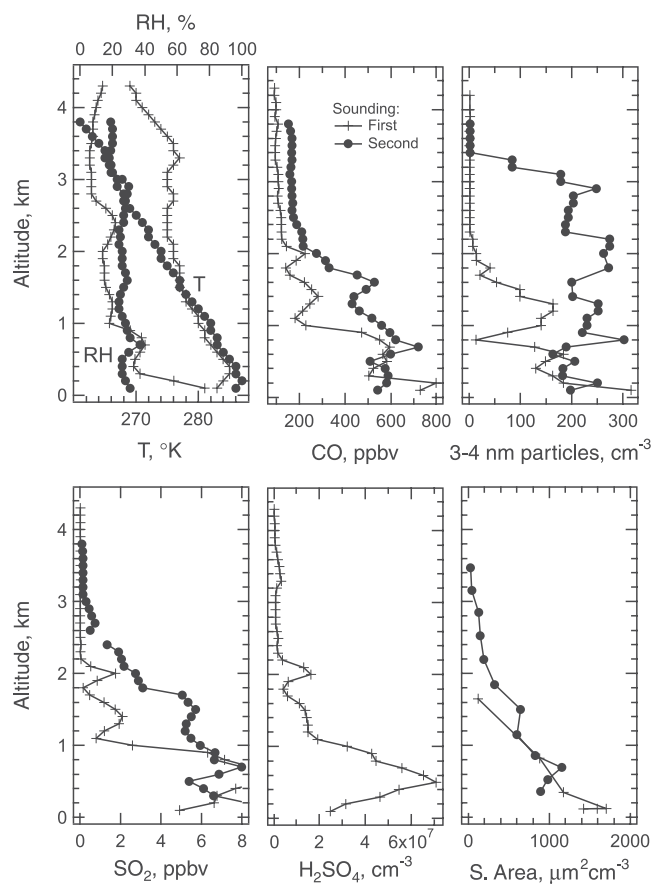 RH, %
0 20 40 60 80 100
Altitude, km
4
3
2
1
0
T
RH
270 280
T, °K
Sounding:
First
Second
200 400 600 800
CO, ppbv
0 100 200 300
3-4 nm particles, cm-3
Altitude, km
5
4
3
2
1
0
0 2 4 6 8
SO2, ppbv
0 2 4 6x10^7
H2SO4, cm-3
0 1000 2000
S. Area, μm2cm-3